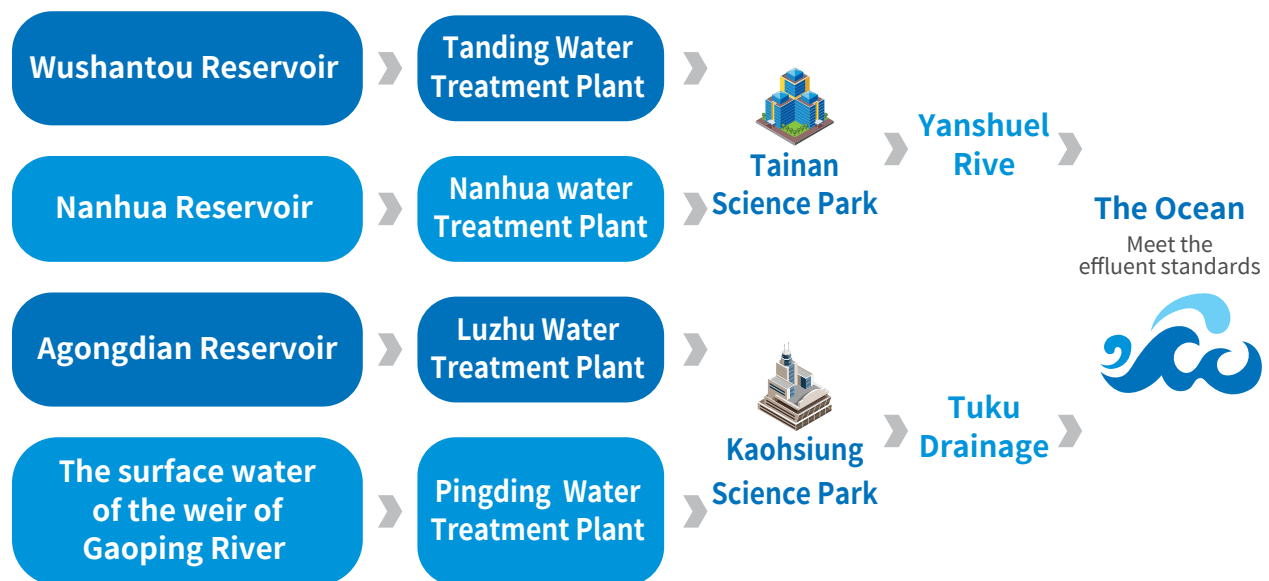 Wushantou Reservoir
Tanding Water
Treatment Plant
Nanhua Reservoir
Nanhua water
Treatment Plant
Tainan
Science Park
Yanshuel
Rive
Agongdian Reservoir
Luzhu Water
Treatment Plant
The surface water
of the weir of
Gaoping River
Pingding Water
Treatment Plant
Kaohsiung
Science Park
Tuku
Drainage
The Ocean
Meet the
effluent standards